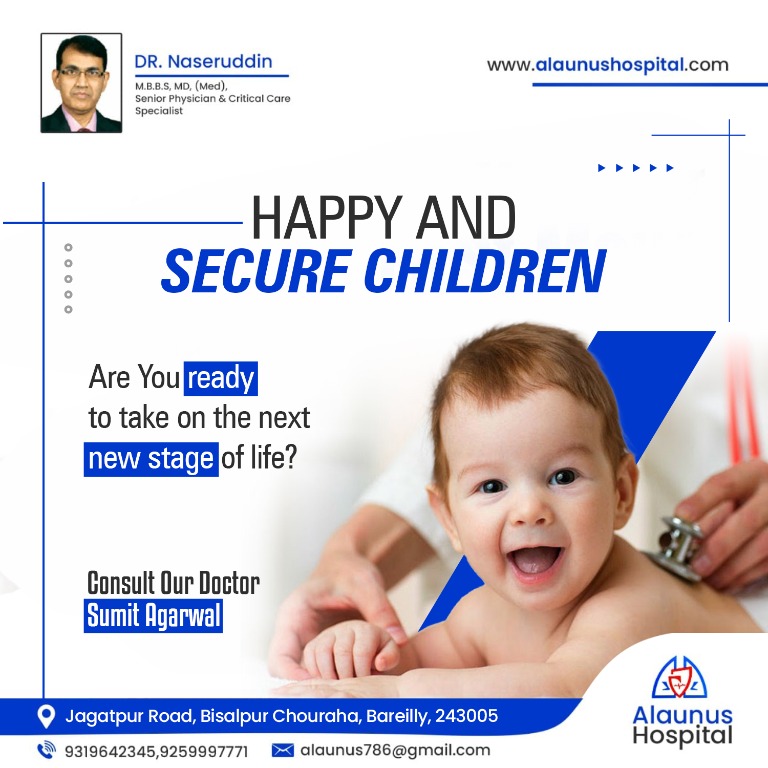 DR. Naseruddin
M.B.B.S, MD, (Med),
Senior Physician & Critical Care
Specialist
www.alaunushospital.com
HAPPY AND
SECURE CHILDREN
Are You ready
to take on the next
new stage of life?
Consult Our Doctor
Sumit Agarwal
Jagatpur Road, Bisalpur Chouraha, Bareilly, 243005
9319642345,9259997771 alaunus786@gmail.com
Alaunus
Hospital